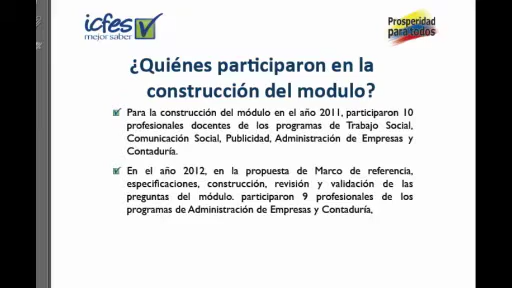 icfes
mejor saber
Prosperidad
para todos
¿Quiénes participaron en la
construcción del modulo?
Para la construcción del módulo en el año 2011, participaron 10
profesionales docentes de los programas de Trabajo Social,
Comunicación Social, Publicidad, Administración de Empresas y
Contaduría.
En el año 2012, en la propuesta de Marco de referencia,
especificaciones, construcción, revisión y validación de las
preguntas del módulo. participaron 9 profesionales de los
programas de Administración de Empresas y Contaduría,